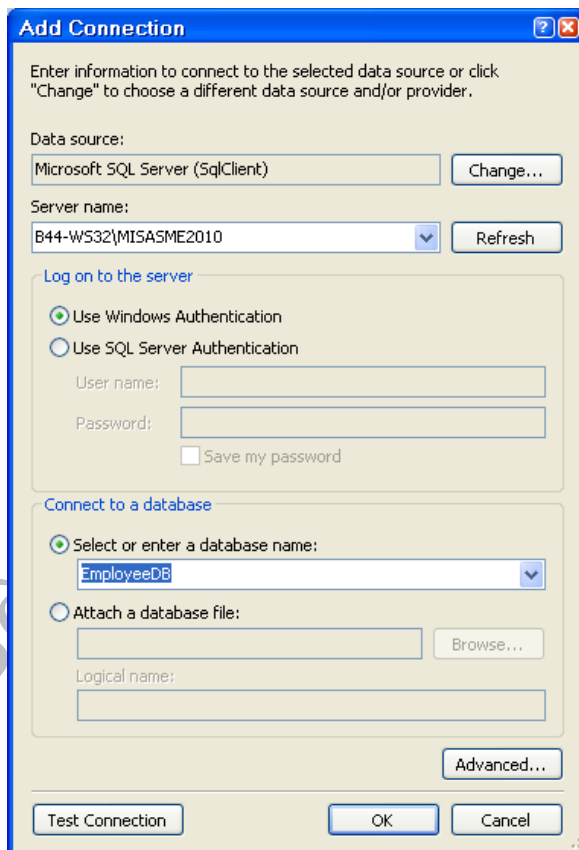 Add Connection
Enter information to connect to the selected data source or click
"Change" to choose a different data source and/or provider.
Data source:
Microsoft SQL Server (SqlClient)
Change...
Server name:
B44-WS32\MISASME2010
Refresh
Log on to the server
Use Windows Authentication
Use SQL Server Authentication
User name:
Password:
Save my password
Connect to a database
Select or enter a database name:
EmployeeDB
Attach a database file:
Browse...
Logical name:
Advanced...
Test Connection
OK
Cancel